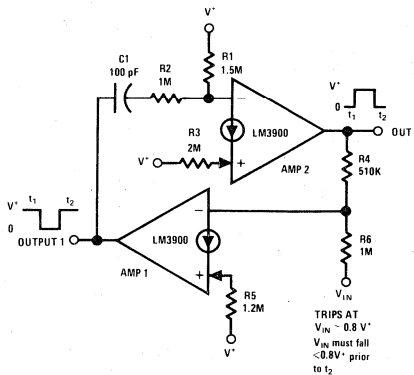 V+
C1
100 pF
R2
1M
R1
1.5M
−
R3
2M
LM3900
V+
+
AMP 2
V+
0
t1 t2
OUT
R4
510K
t1 t2
V+
0
OUTPUT 1
−
LM3900
AMP 1
+
R6
1M
VIN
R5
1.2M
V+
TRIPS AT
VIN ~ 0.8 V+
VIN must fall
<0.8V+ prior
to t2